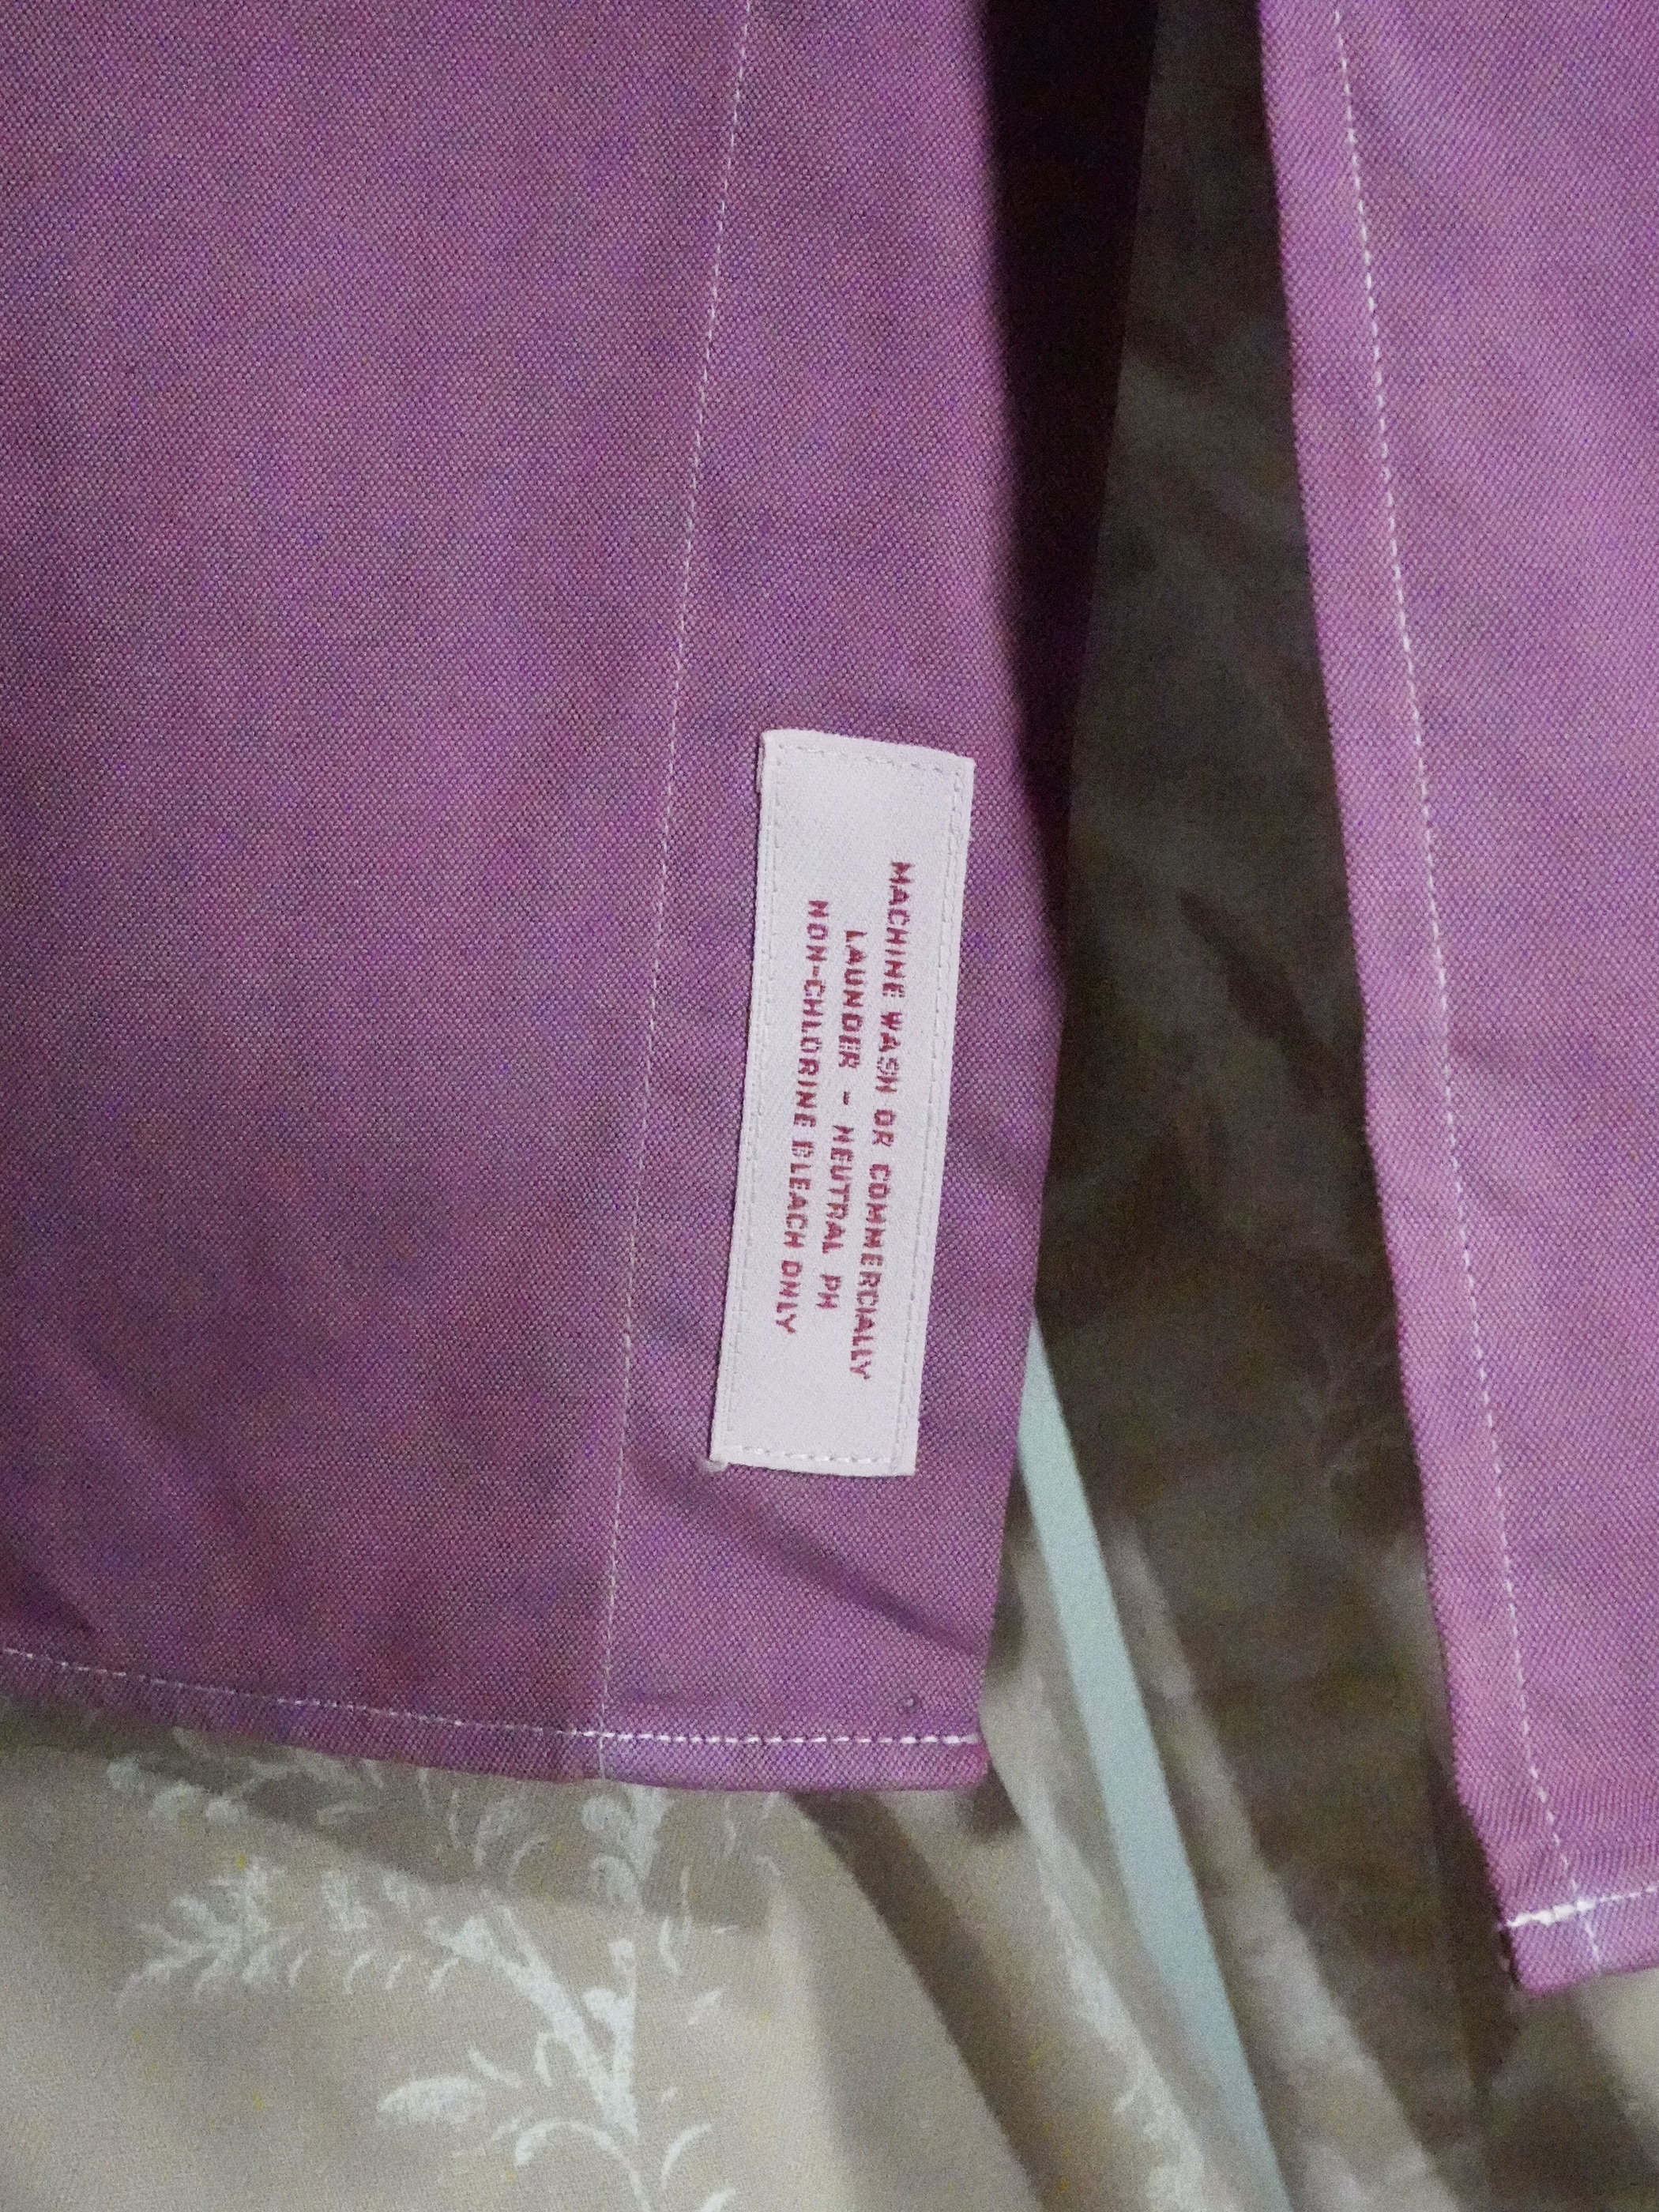 MACHINE WASH OR COMMERCIALLY
LAUNDER - NEUTRAL PH
NON-CHLORINE BLEACH ONLY